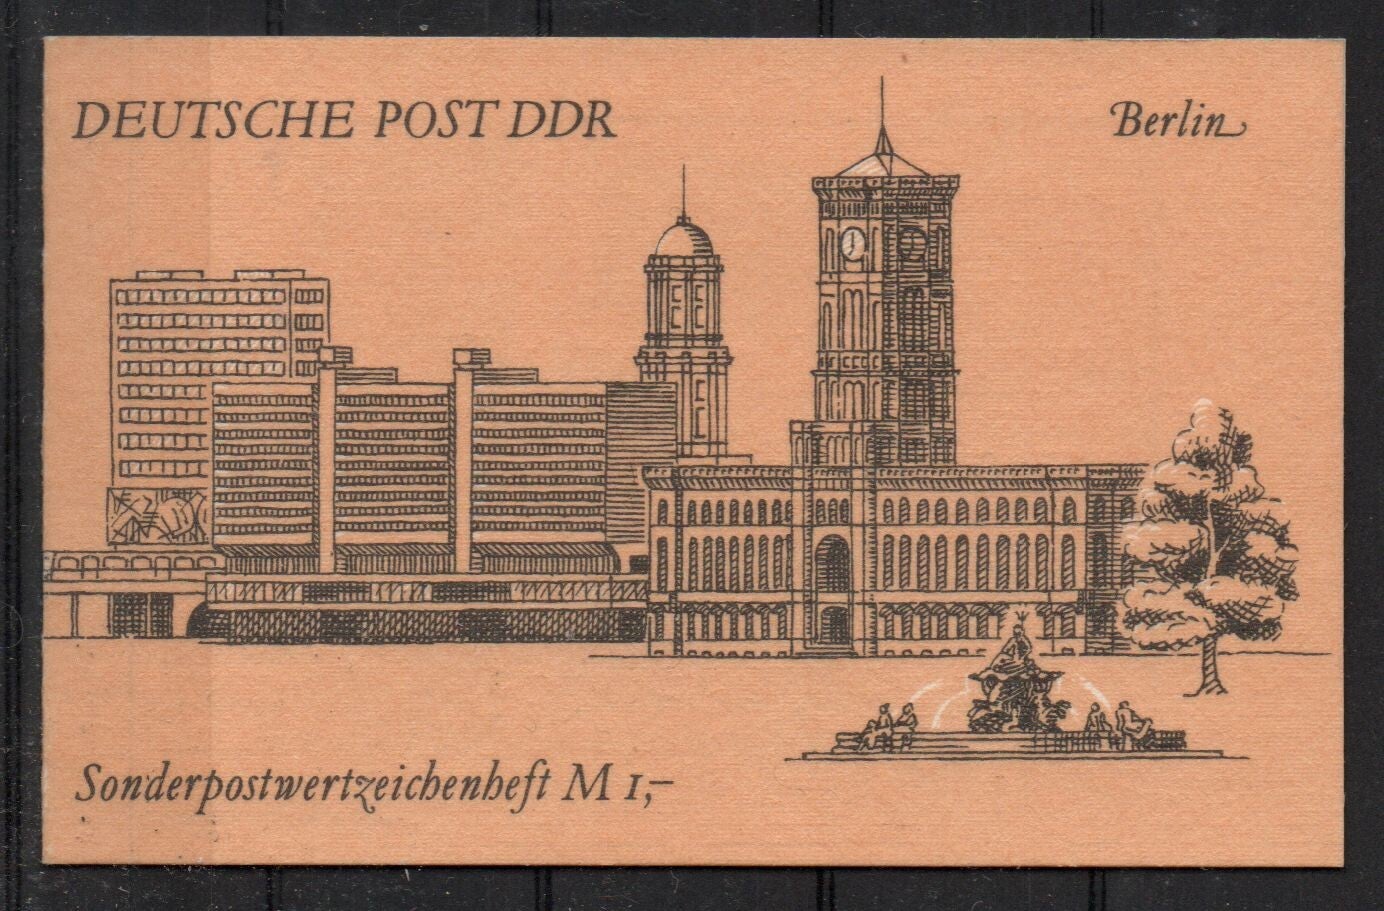 DEUTSCHE POST DDR
Berlin
Sonderpostwertzeichenheft M 1,–